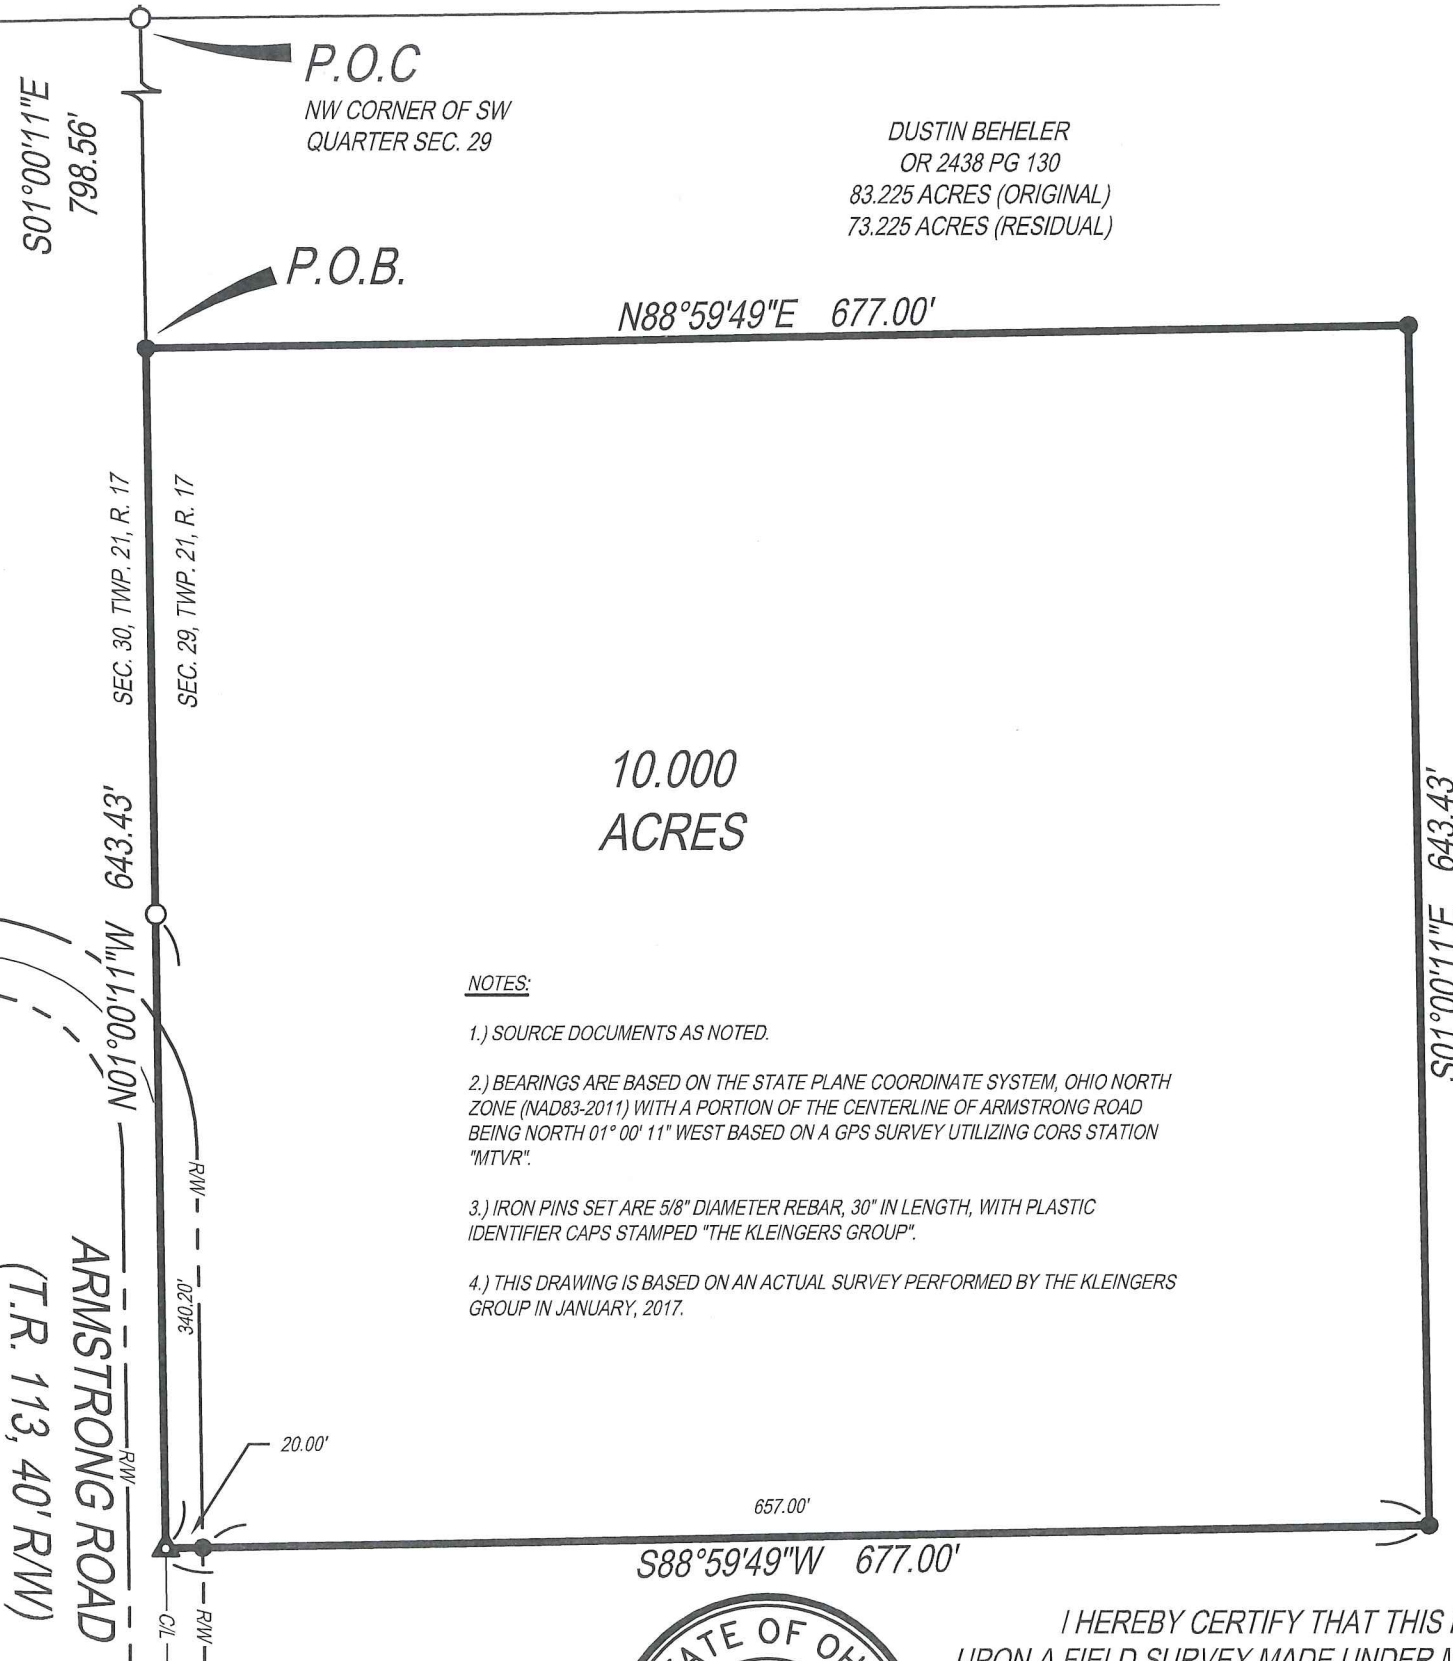 P.O.C
NW CORNER OF SW
QUARTER SEC. 29
S01°00'11"E
798.56'
DUSTIN BEHELER
OR 2438 PG 130
83.225 ACRES (ORIGINAL)
73.225 ACRES (RESIDUAL)
P.O.B.
N88°59'49"E 677.00'
SEC. 30, TWP. 21, R. 17
SEC. 29, TWP. 21, R. 17
10.000
ACRES
N01°00'11"W 643.43'
S01°00'11"E 643.43'
NOTES:
1.) SOURCE DOCUMENTS AS NOTED.
2.) BEARINGS ARE BASED ON THE STATE PLANE COORDINATE SYSTEM, OHIO NORTH
ZONE (NAD83-2011) WITH A PORTION OF THE CENTERLINE OF ARMSTRONG ROAD
BEING NORTH 01° 00' 11" WEST BASED ON A GPS SURVEY UTILIZING CORS STATION
"MTVR".
3.) IRON PINS SET ARE 5/8" DIAMETER REBAR, 30" IN LENGTH, WITH PLASTIC
IDENTIFIER CAPS STAMPED "THE KLEINGERS GROUP".
4.) THIS DRAWING IS BASED ON AN ACTUAL SURVEY PERFORMED BY THE KLEINGERS
GROUP IN JANUARY, 2017.
R/W
340.20'
ARMSTRONG ROAD
(T.R. 113, 40' R/W)
R/W
20.00'
657.00'
S88°59'49"W 677.00'
C/L
R/W
ATE OF OH
I HEREBY CERTIFY THAT THIS
UPON A FIELD SURVEY MADE UNDER